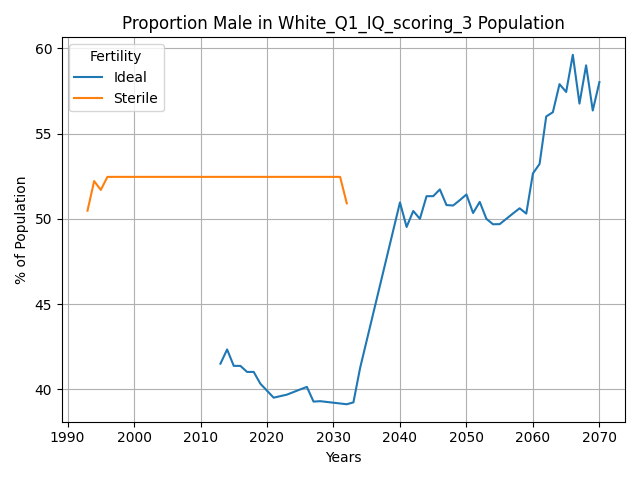 Proportion Male in White_Q1_IQ_scoring_3 Population
Fertility
Ideal
Sterile
60
55
50
45
40
% of Population
1990
2000
2010
2020
2030
2040
2050
2060
2070
Years